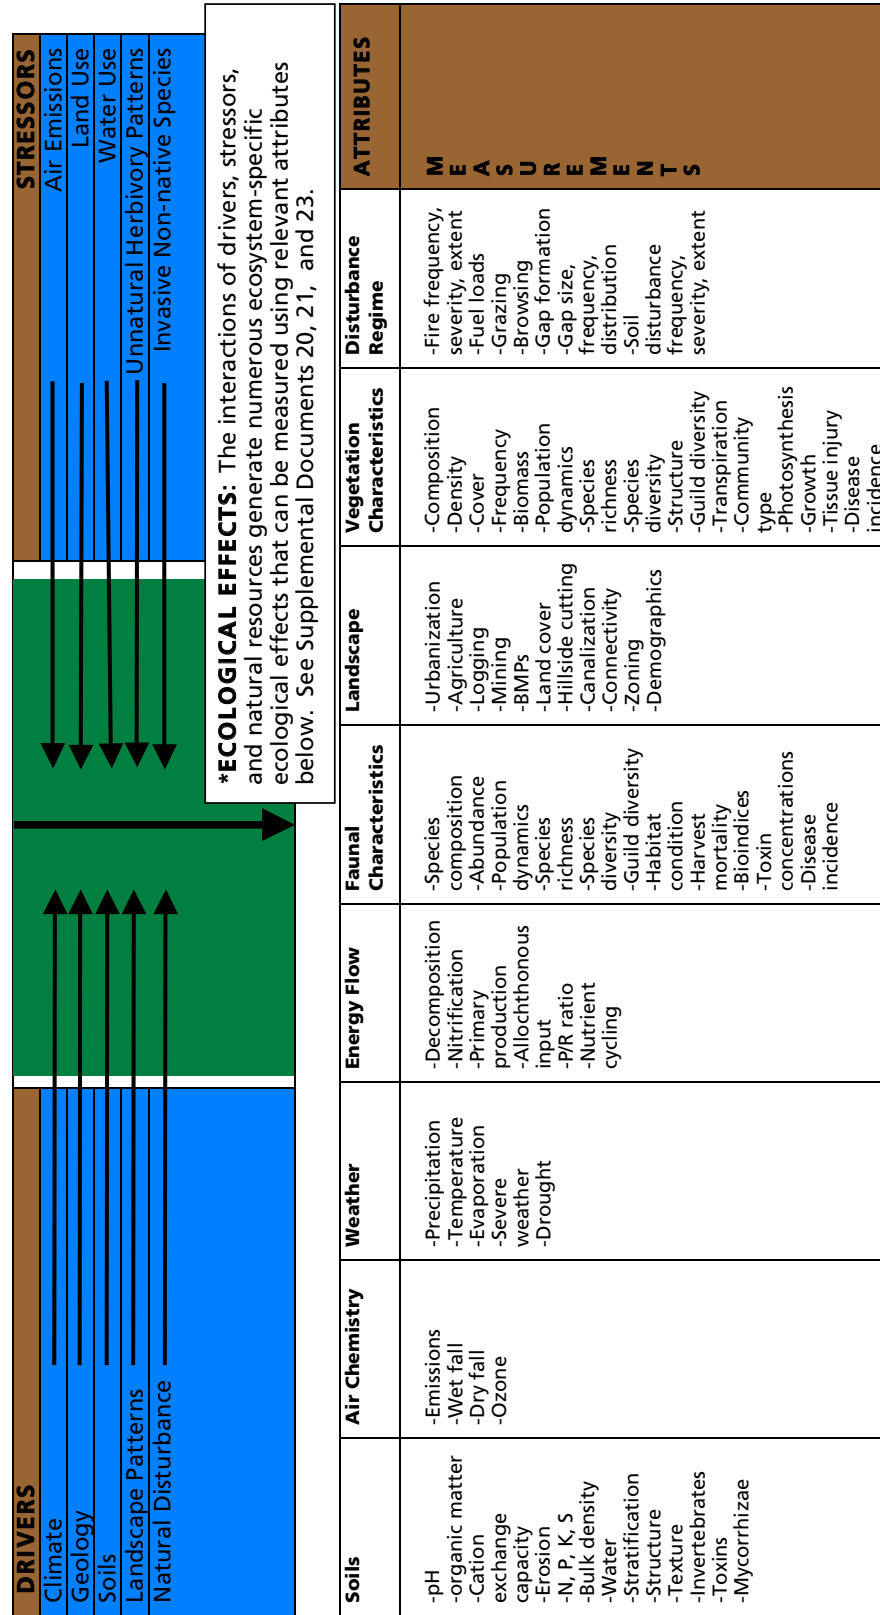 DRIVERS
Climate
Geology
Soils
Landscape Patterns
Natural Disturbance
STRESSORS
Air Emissions
Land Use
Water Use
Unnatural Herbivory Patterns
Invasive Non-native Species
*ECOLOGICAL EFFECTS: The interactions of drivers, stressors,
and natural resources generate numerous ecosystem-specific
ecological effects that can be measured using relevant attributes
below. See Supplemental Documents 20, 21, and 23.
Soils
-pH
-organic matter
-Cation
exchange
capacity
-Erosion
-N, P, K, S
-Bulk density
-Water
-Stratification
-Structure
-Texture
-Invertebrates
-Toxins
-Mycorrhizae
Air Chemistry
-Emissions
-Wet fall
-Dry fall
-Ozone
Weather
-Precipitation
-Temperature
-Evaporation
-Severe
weather
-Drought
Energy Flow
-Decomposition
-Nitrification
-Primary
production
-Allochthonous
input
-P/R ratio
-Nutrient
cycling
Faunal
Characteristics
-Species
composition
-Abundance
-Population
dynamics
-Species
richness
-Species
diversity
-Guild diversity
-Habitat
condition
-Harvest
mortality
-Bioindices
-Toxin
concentrations
-Disease
incidence
Landscape
-Urbanization
-Agriculture
-Logging
-Mining
-BMPs
-Land cover
-Hillside cutting
-Canalization
-Connectivity
-Zoning
-Demographics
Vegetation
Characteristics
-Composition
-Density
-Cover
-Frequency
-Biomass
-Population
dynamics
-Species
richness
-Species
diversity
-Structure
-Guild diversity
-Transpiration
-Community
type
-Photosynthesis
-Growth
-Tissue injury
-Disease
incidence
Disturbance
Regime
-Fire frequency,
severity, extent
-Fuel loads
-Grazing
-Browsing
-Gap formation
-Gap size,
frequency,
distribution
-Soil
disturbance
frequency,
severity, extent
ATTRIBUTES
M
E
A
S
U
R
E
M
E
N
T
S